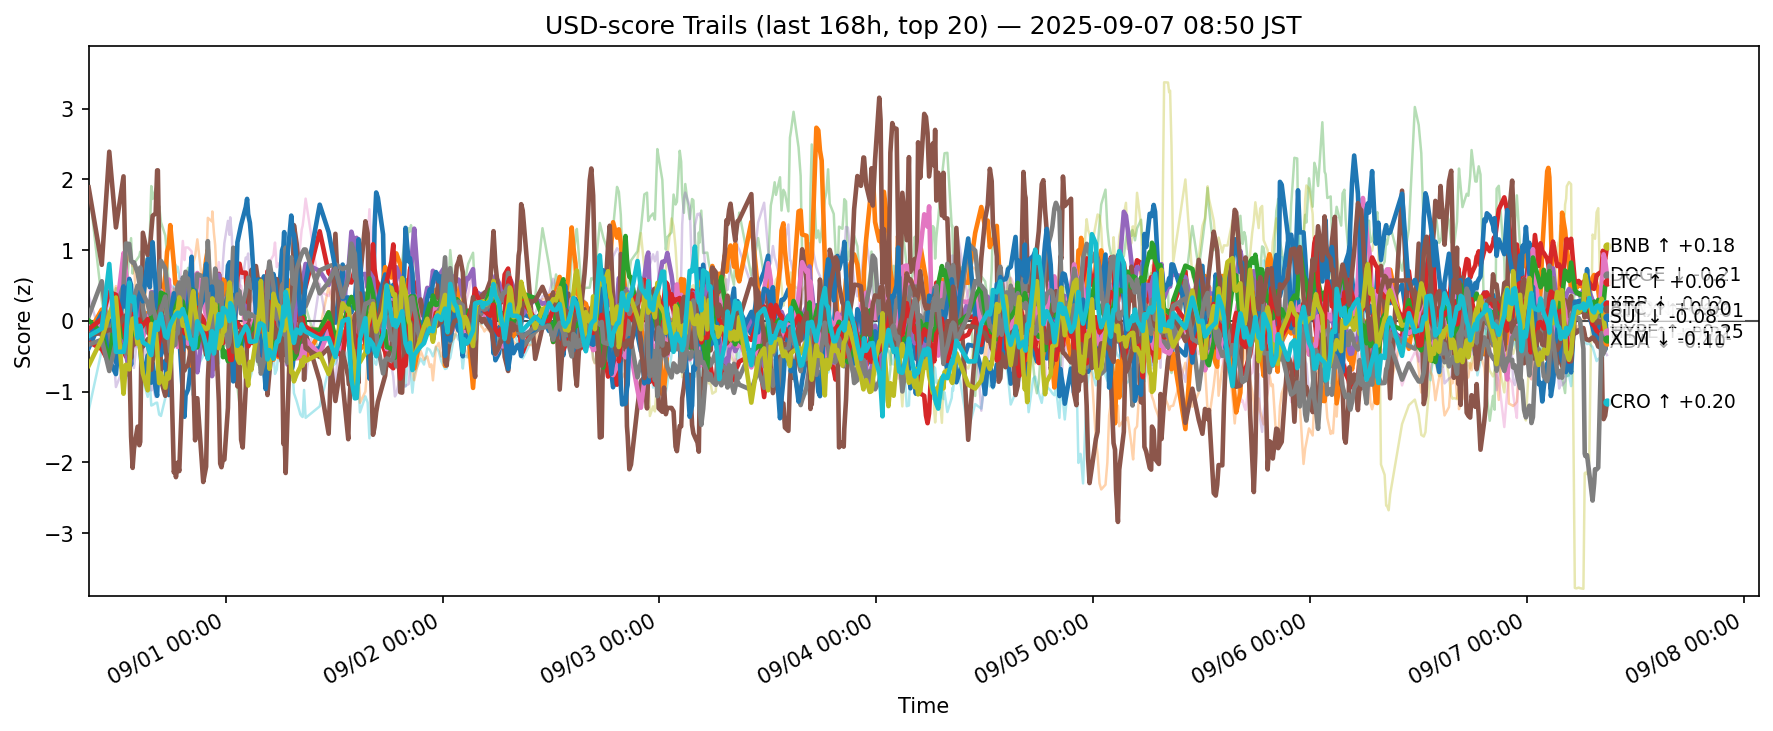 USD-score Trails (last 168h, top 20) — 2025-09-07 08:50 JST
Score (z)
3
2
1
0
−1
−2
−3
BNB ↑ +0.18
DOGE ↓ -0.21
LTC ↑ +0.06
SUI ↓ -0.08
XLM ↓ -0.11
CRO ↑ +0.20
09/01 00:00
09/02 00:00
09/03 00:00
09/04 00:00
09/05 00:00
09/06 00:00
09/07 00:00
09/08 00:00
Time